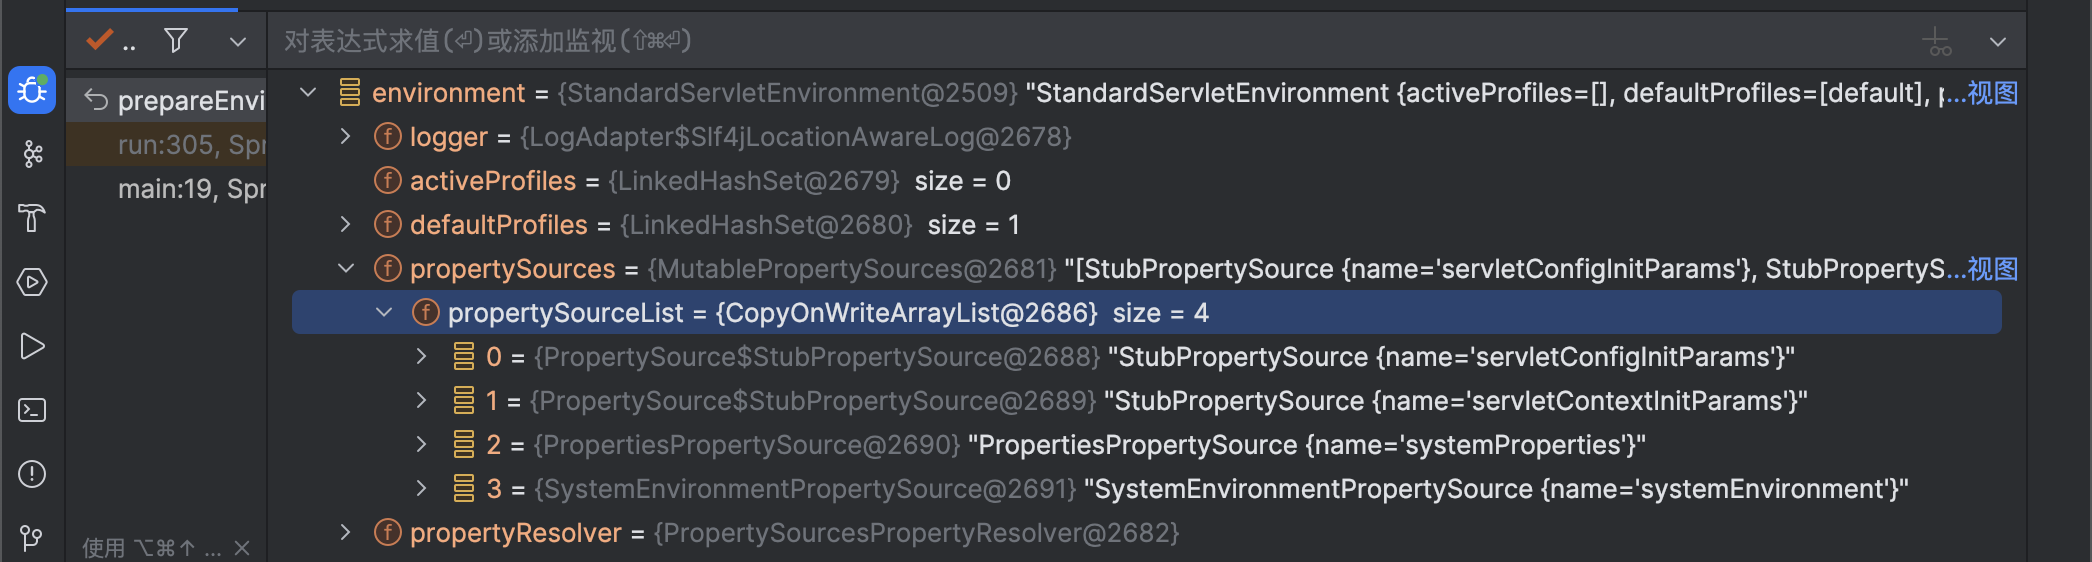 ..
对表达式求值(⏎)或添加监视(⇧⌘⏎)
prepareEnvi
run:305, Spr
main:19, Spr
使用 ⌥⌘↑ ...
environment = {StandardServletEnvironment@2509} "StandardServletEnvironment {activeProfiles=[], defaultProfiles=[default], p...视图
logger = {LogAdapter$Slf4jLocationAwareLog@2678}
activeProfiles = {LinkedHashSet@2679} size = 0
defaultProfiles = {LinkedHashSet@2680} size = 1
propertySources = {MutablePropertySources@2681} "[StubPropertySource {name='servletConfigInitParams'}, StubPropertyS...视图
propertySourceList = {CopyOnWriteArrayList@2686} size = 4
0 = {PropertySource$StubPropertySource@2688} "StubPropertySource {name='servletConfigInitParams'}"
1 = {PropertySource$StubPropertySource@2689} "StubPropertySource {name='servletContextInitParams'}"
2 = {PropertiesPropertySource@2690} "PropertiesPropertySource {name='systemProperties'}"
3 = {SystemEnvironmentPropertySource@2691} "SystemEnvironmentPropertySource {name='systemEnvironment'}"
propertyResolver = {PropertySourcesPropertyResolver@2682}